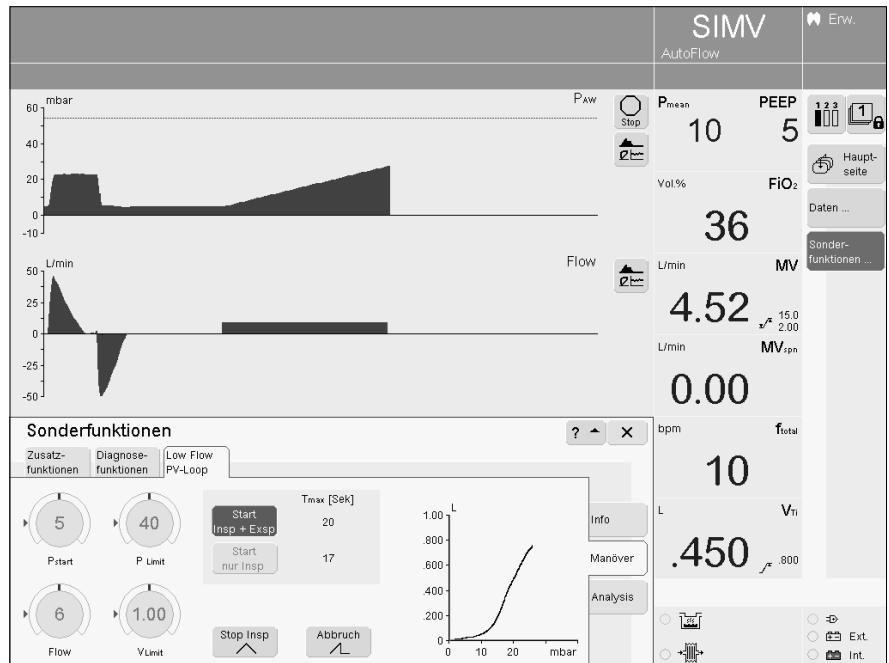 SIMV
Erw.
AutoFlow
mbar
PAW
60
40
20
0
-10
Stop
L/min
Flow
50
25
0
-25
-50
Pmean
PEEP
10
5
Vol.%
FiO2
36
L/min
MV
4.52
15.0
2.00
L/min
MVspn
0.00
bpm
ftotal
10
L
VTi
.450
.800
1 2 3
1
Haupt-
seite
Daten ...
Sonder-
funktionen ...
Sonderfunktionen
?
Zusatz-
funktionen
Diagnose-
funktionen
Low Flow
PV-Loop
5
Pstart
40
P Limit
6
Flow
1.00
VLimit
Tmax [Sek]
Start
Insp + Exsp
20
Start
nur Insp
17
Stop Insp
Abbruch
L
1.00
.800
.600
.400
.200
0
0
10
20
mbar
Info
Manöver
Analysis
Ext.
Int.